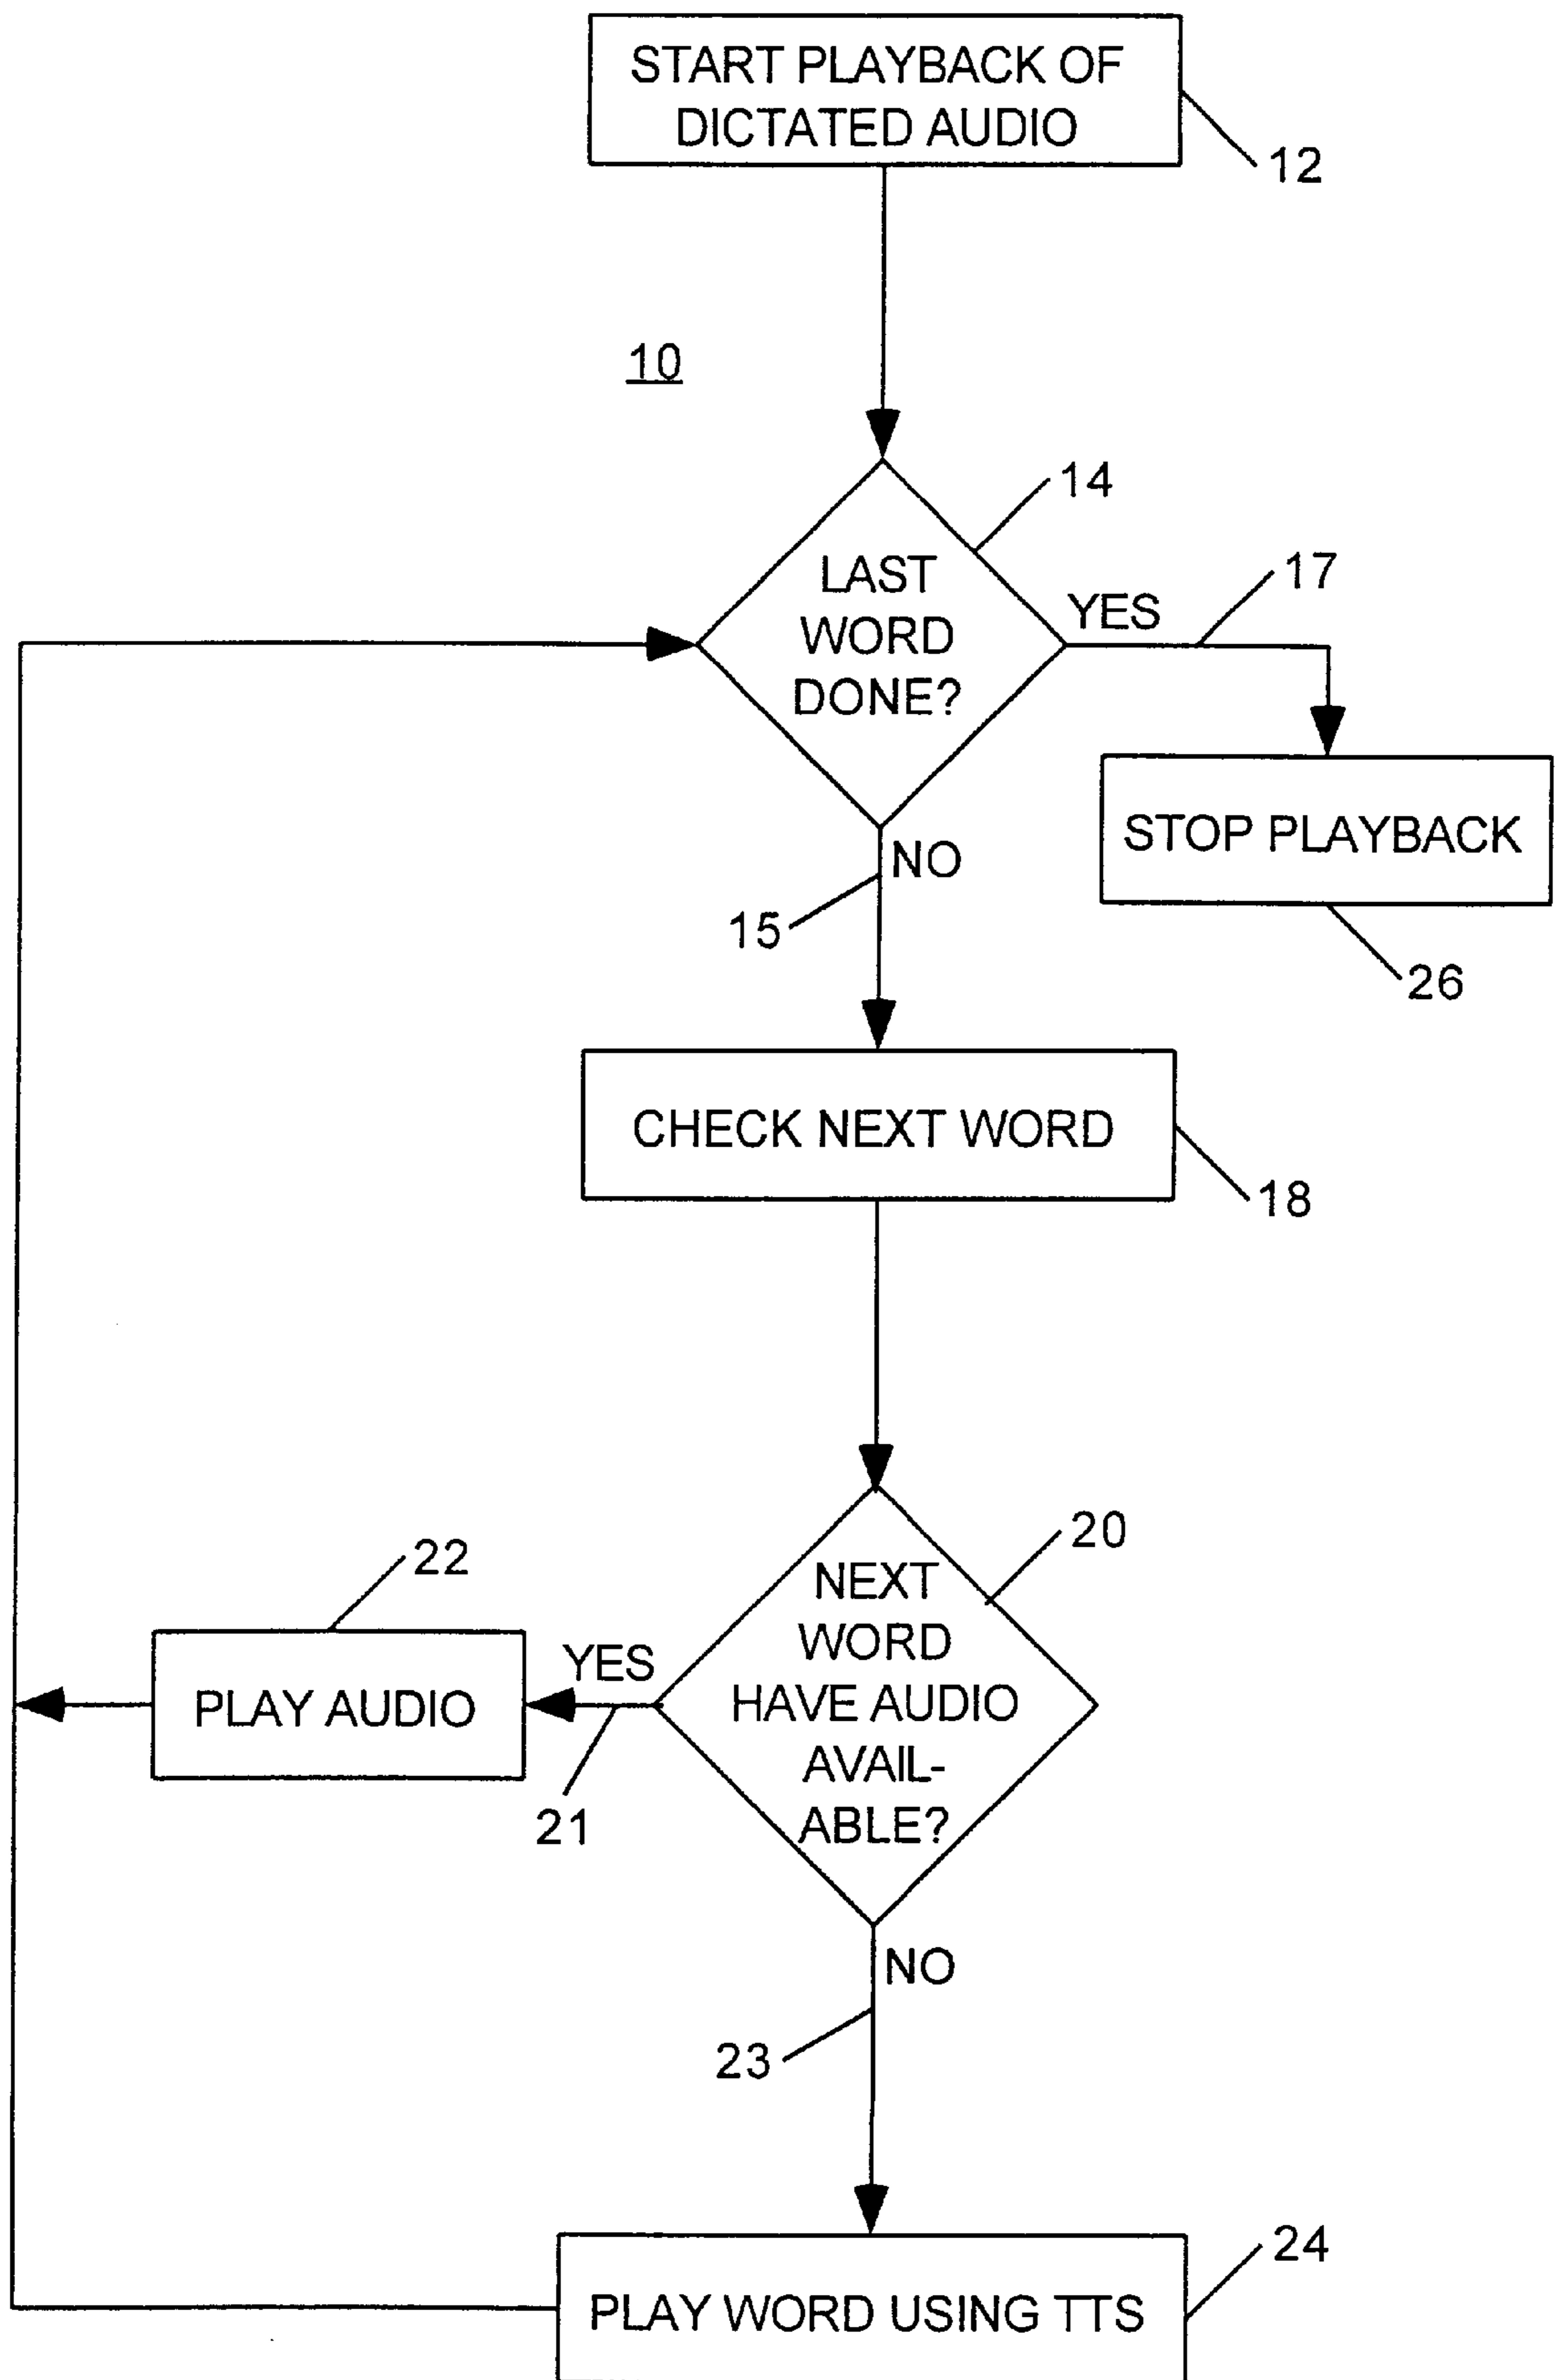 START PLAYBACK OF
DICTATED AUDIO
12
10
14
LAST
WORD
DONE?
YES
17
STOP PLAYBACK
26
NO
15
CHECK NEXT WORD
18
20
NEXT
WORD
HAVE AUDIO
AVAIL-
ABLE?
YES
21
22
PLAY AUDIO
NO
23
24
PLAY WORD USING TTS